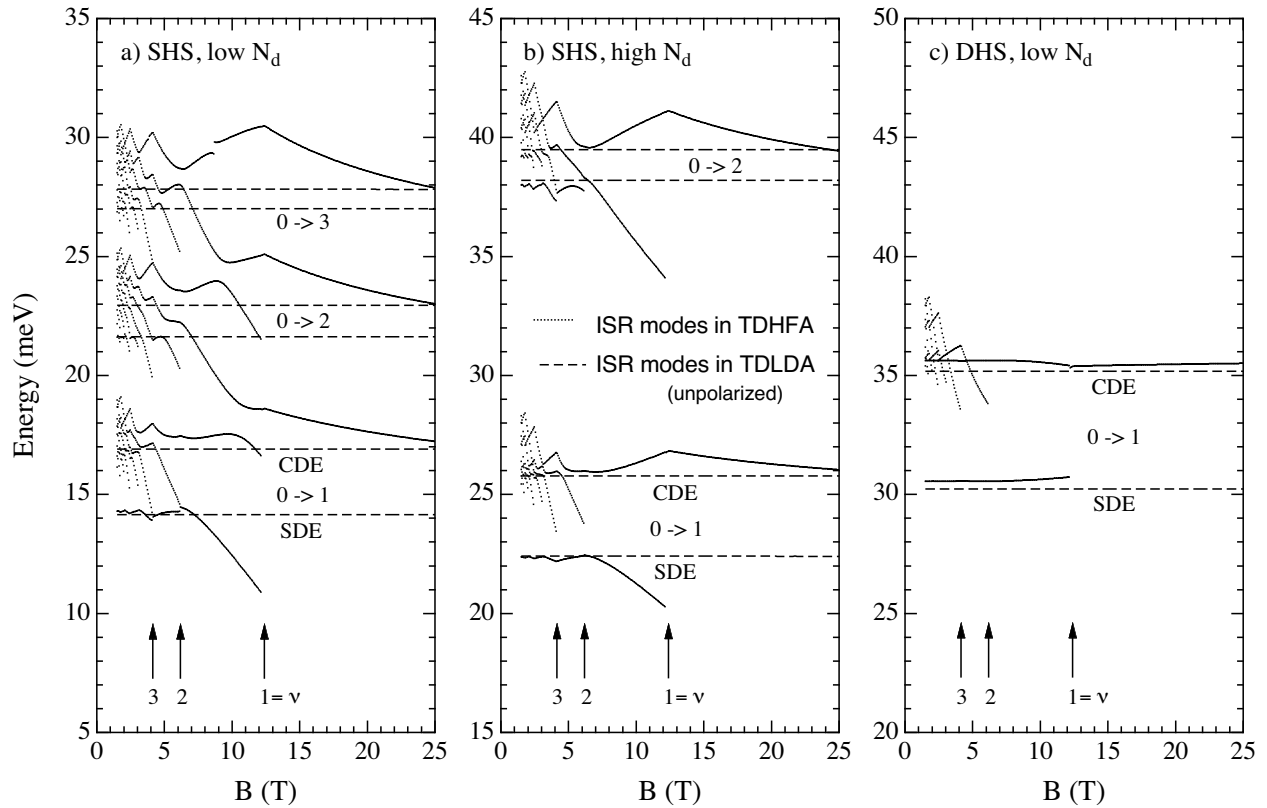 a) SHS, low N_d
b) SHS, high N_d
c) DHS, low N_d
Energy (meV)
35
30
25
20
15
10
5
0 -> 3
0 -> 2
CDE
0 -> 1
SDE
3
2
1= ν
0
5
10
15
20
25
B (T)
45
40
35
30
25
20
15
0 -> 2
ISR modes in TDHFA
ISR modes in TDLDA
(unpolarized)
CDE
0 -> 1
SDE
3
2
1= ν
0
5
10
15
20
25
B (T)
50
45
40
35
30
25
20
CDE
0 -> 1
SDE
3
2
1= ν
0
5
10
15
20
25
B (T)